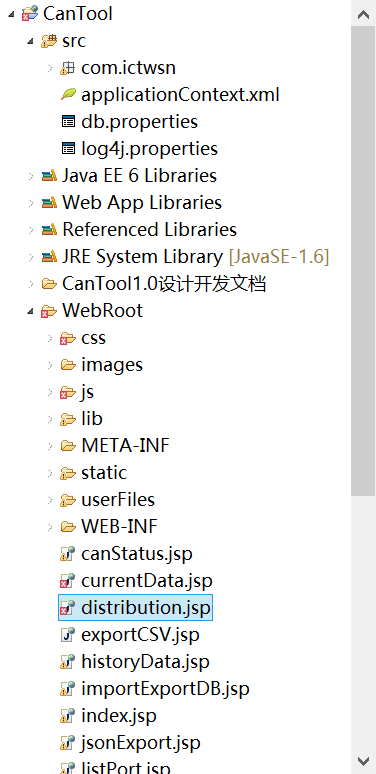 CanTool
src
com.ictwsn
applicationContext.xml
db.properties
log4j.properties
Java EE 6 Libraries
Web App Libraries
Referenced Libraries
JRE System Library [JavaSE-1.6]
CanTool1.0设计开发文档
WebRoot
css
images
js
lib
META-INF
static
userFiles
WEB-INF
canStatus.jsp
currentData.jsp
distribution.jsp
exportCSV.jsp
historyData.jsp
importExportDB.jsp
index.jsp
jsonExport.jsp
listPort.jsp